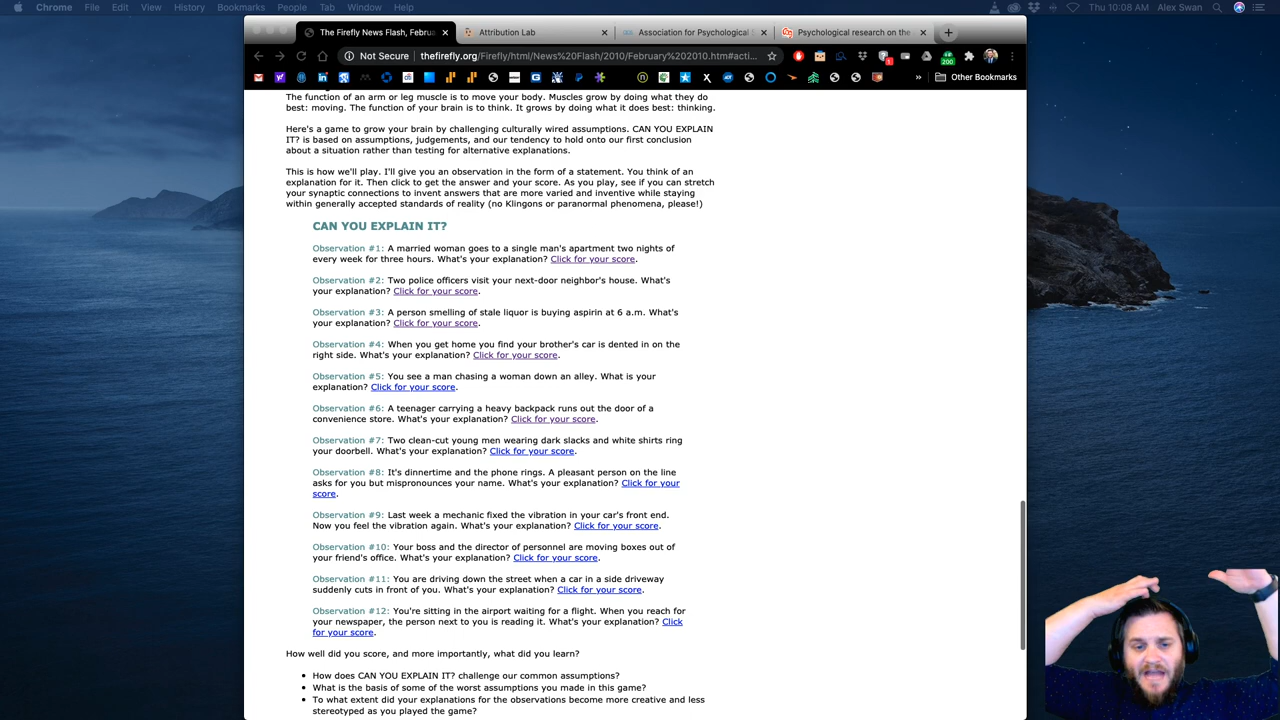 Chrome File Edit View History Bookmarks People Tab Window Help Thu 10:08 AM Alex Swan
The Firefly News Flash, Februa Attribution Lab Association for Psychological Psychological research on the
Not Secure thefirefly.org/Firefly/html/News%20Flash/2010/February%202010.htm#acti...
Other Bookmarks
The function of an arm or leg muscle is to move your body. Muscles grow by doing what they do
best: moving. The function of your brain is to think. It grows by doing what it does best: thinking.
Here's a game to grow your brain by challenging culturally wired assumptions. CAN YOU EXPLAIN
IT? is based on assumptions, judgements, and our tendency to hold onto our first conclusion
about a situation rather than testing for alternative explanations.
This is how we'll play. I'll give you an observation in the form of a statement. You think of an
explanation for it. Then click to get the answer and your score. As you play, see if you can stretch
your synaptic connections to invent answers that are more varied and inventive while staying
within generally accepted standards of reality (no Klingons or paranormal phenomena, please!)
CAN YOU EXPLAIN IT?
Observation #1: A married woman goes to a single man's apartment two nights of
every week for three hours. What's your explanation? Click for your score.
Observation #2: Two police officers visit your next-door neighbor's house. What's
your explanation? Click for your score.
Observation #3: A person smelling of stale liquor is buying aspirin at 6 a.m. What's
your explanation? Click for your score.
Observation #4: When you get home you find your brother's car is dented in on the
right side. What's your explanation? Click for your score.
Observation #5: You see a man chasing a woman down an alley. What is your
explanation? Click for your score.
Observation #6: A teenager carrying a heavy backpack runs out the door of a
convenience store. What's your explanation? Click for your score.
Observation #7: Two clean-cut young men wearing dark slacks and white shirts ring
your doorbell. What's your explanation? Click for your score.
Observation #8: It's dinnertime and the phone rings. A pleasant person on the line
asks for you but mispronounces your name. What's your explanation? Click for your
score.
Observation #9: Last week a mechanic fixed the vibration in your car's front end.
Now you feel the vibration again. What's your explanation? Click for your score.
Observation #10: Your boss and the director of personnel are moving boxes out of
your friend's office. What's your explanation? Click for your score.
Observation #11: You are driving down the street when a car in a side driveway
suddenly cuts in front of you. What's your explanation? Click for your score.
Observation #12: You're sitting in the airport waiting for a flight. When you reach for
your newspaper, the person next to you is reading it. What's your explanation? Click
for your score.
How well did you score, and more importantly, what did you learn?
• How does CAN YOU EXPLAIN IT? challenge our common assumptions?
• What is the basis of some of the worst assumptions you made in this game?
• To what extent did your explanations for the observations become more creative and less
stereotyped as you played the game?